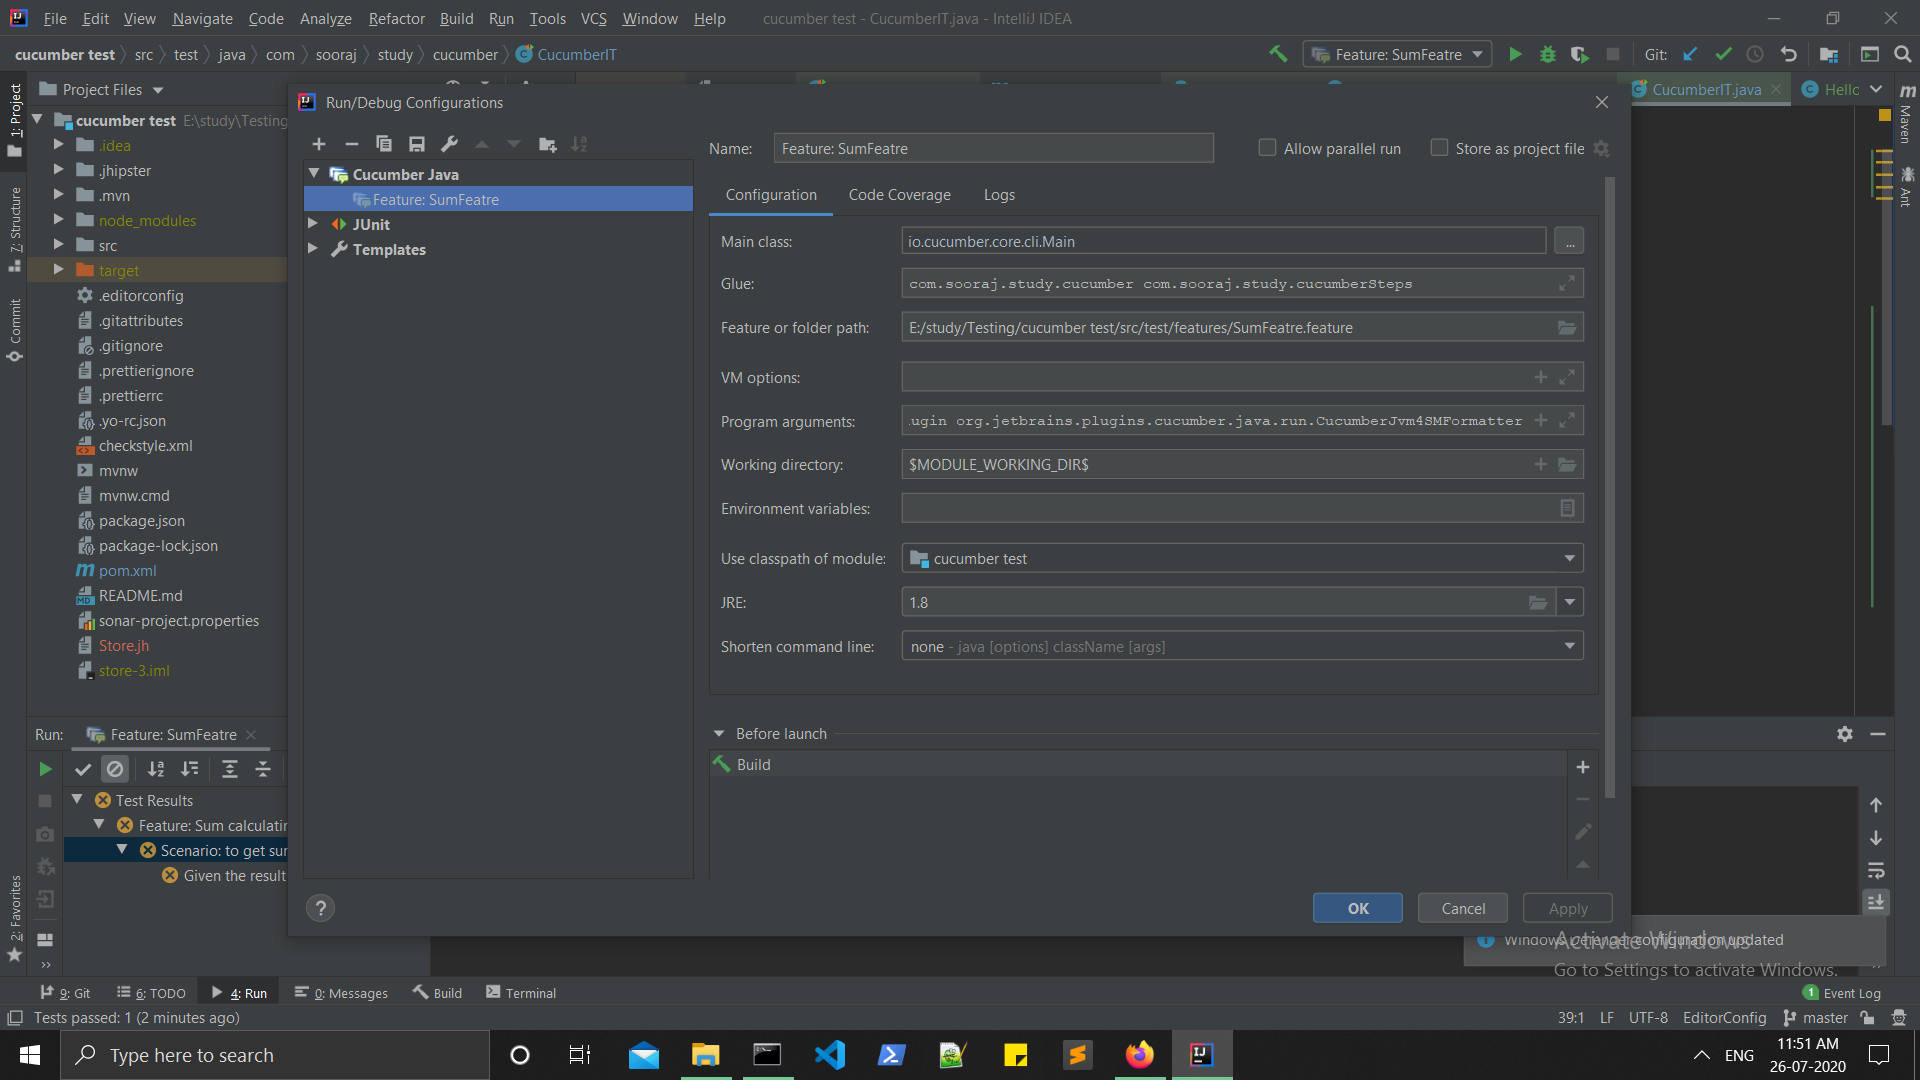 File Edit View Navigate Code Analyze Refactor Build Run Tools VCS Window Help cucumber test - CucumberIT.java - IntelliJ IDEA
cucumber test src test java com sooraj study cucumber CucumberIT Feature: SumFeatre Git:
Project Files
CucumberIT.java
Hello
1: Project
7: Structure
Commit
2: Favorites
Maven
Ant
cucumber test E:\study\Testing
.idea
.jhipster
.mvn
node_modules
src
target
.editorconfig
.gitattributes
.gitignore
.prettierignore
.prettierrc
.yo-rc.json
checkstyle.xml
mvnw
mvnw.cmd
package.json
package-lock.json
pom.xml
README.md
sonar-project.properties
Store.jh
store-3.iml
Run/Debug Configurations
Cucumber Java
Feature: SumFeatre
JUnit
Templates
Name: Feature: SumFeatre Allow parallel run Store as project file
Configuration Code Coverage Logs
Main class: io.cucumber.core.cli.Main ...
Glue: com.sooraj.study.cucumber com.sooraj.study.cucumberSteps
Feature or folder path: E:/study/Testing/cucumber test/src/test/features/SumFeatre.feature
VM options:
Program arguments: ugin org.jetbrains.plugins.cucumber.java.run.CucumberJvm4SMFormatter
Working directory: $MODULE_WORKING_DIR$
Environment variables:
Use classpath of module: cucumber test
JRE: 1.8
Shorten command line: none - java [options] className [args]
Before launch
Build
? OK Cancel Apply
Run: Feature: SumFeatre
Test Results
Feature: Sum calculatin
Scenario: to get sum
Given the result
Windows Defender configuration updated
Activate Windows
Go to Settings to activate Windows.
9: Git 6: TODO 4: Run 0: Messages Build Terminal 1 Event Log
Tests passed: 1 (2 minutes ago) 39:1 LF UTF-8 EditorConfig master
Type here to search ENG 11:51 AM
26-07-2020